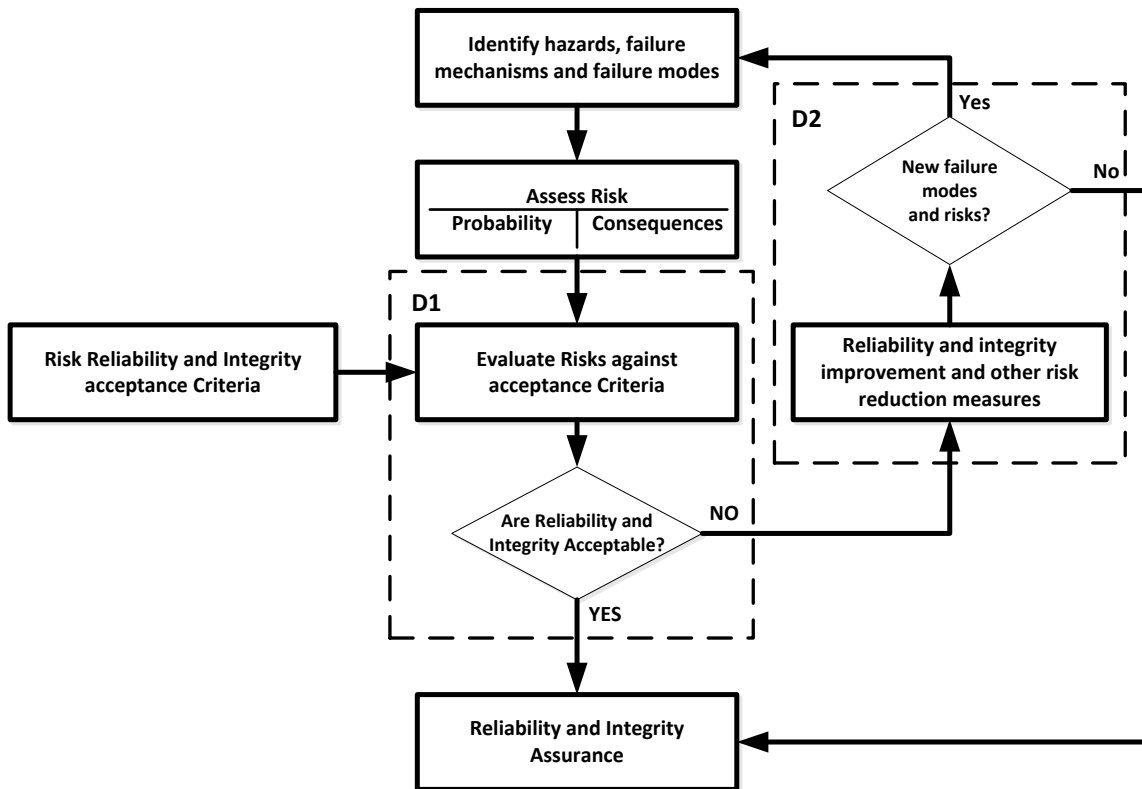 Identify hazards, failure
mechanisms and failure modes
Yes
D2
New failure
modes
and risks?
No
Assess Risk
Probability
Consequences
D1
Risk Reliability and Integrity
acceptance Criteria
Evaluate Risks against
acceptance Criteria
Reliability and integrity
improvement and other risk
reduction measures
Are Reliability and
Integrity Acceptable?
NO
YES
Reliability and Integrity
Assurance